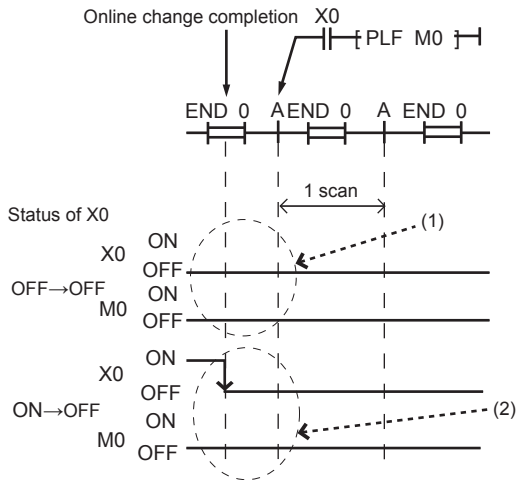 Online change completion X0
PLF M0
END 0 A END 0 A END 0
1 scan
Status of X0
(1)
ON
X0
OFF
OFF→OFF
ON
M0
OFF
ON
X0
OFF
ON→OFF
ON
(2)
M0
OFF